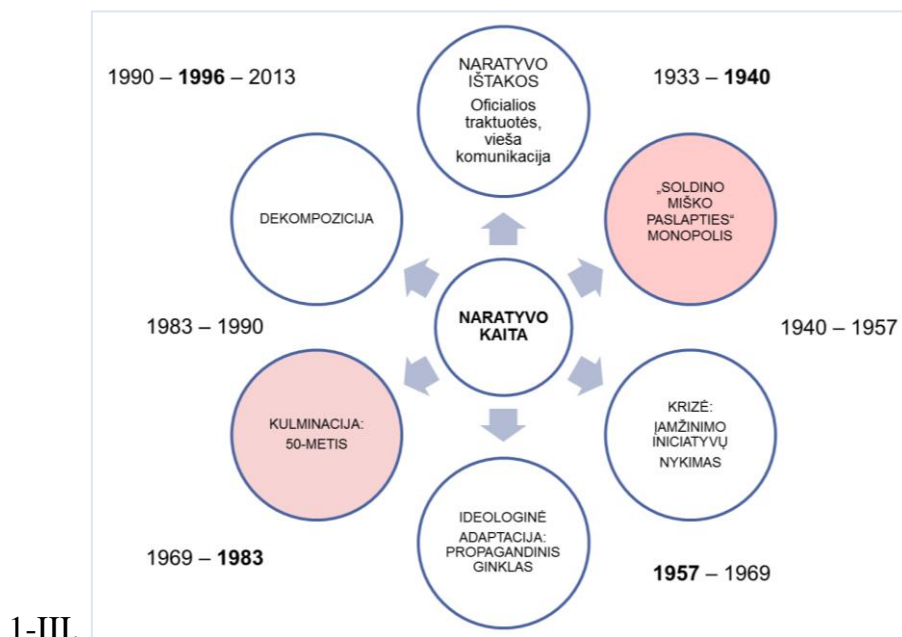 1990 – 1996 – 2013
NARATYVO
IŠTAKOS
Oficialios
traktuotės,
vieša
komunikacija
1933 – 1940
DEKOMPOZICIJA
„SOLDINO
MIŠKO
PASLAPTIES“
MONOPOLIS
NARATYVO
KAITA
1983 – 1990
1940 – 1957
KULMINACIJA:
50-METIS
KRIZĖ:
ĮAMŽINIMO
INICIATYVŲ
NYKIMAS
IDEOLOGINĖ
ADAPTACIJA:
PROPAGANDINIS
GINKLAS
1969 – 1983
1957 – 1969
1-III.